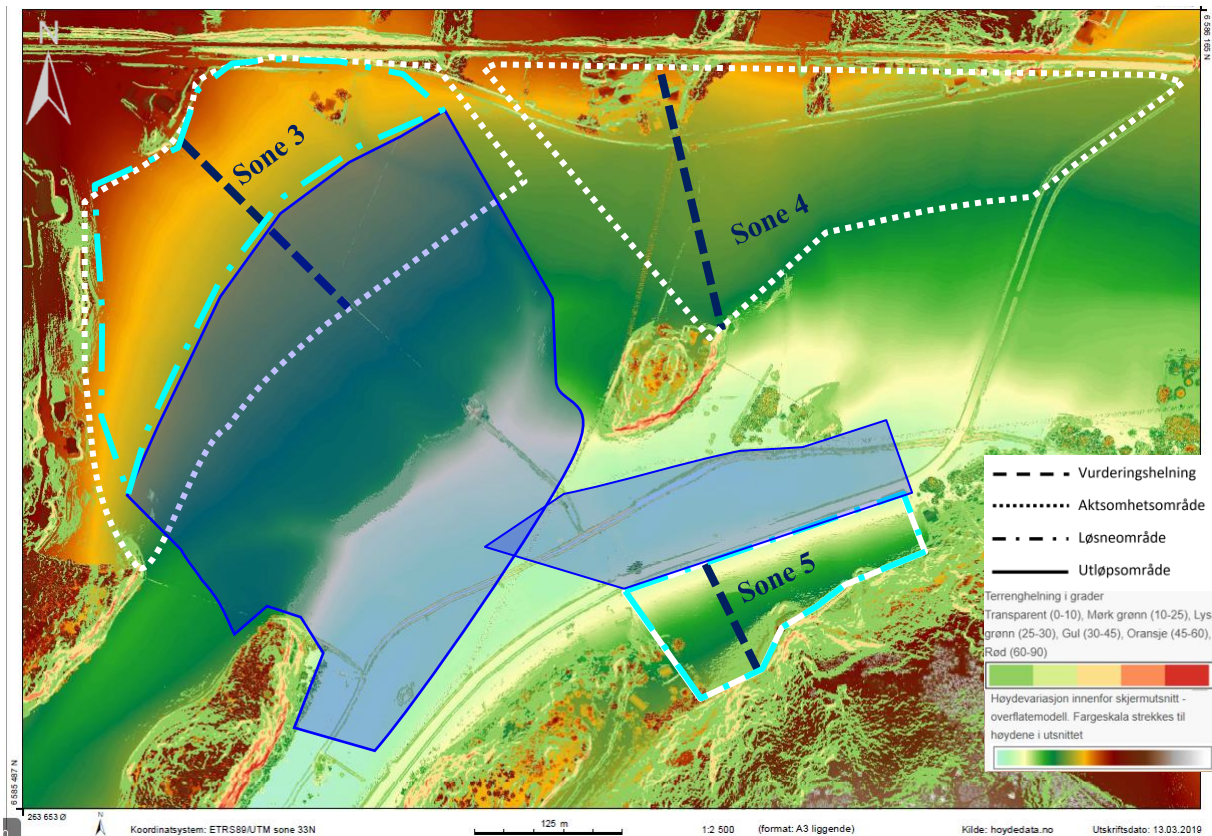 N
6 586 165 N
Sone 3
Sone 4
Sone 5
Vurderingshelning
Aktsomhetsområde
Løsneområde
Utløpsområde
Terrenghelning i grader
Transparent (0-10), Mørk grønn (10-25), Lys
grønn (25-30), Gul (30-45), Oransje (45-60),
Rød (60-90)
Høydevariasjon innenfor skjermutsnitt -
overflatemodell. Fargeskala strekkes til
høydene i utsnittet
6 585 487 N
263 653 Ø
N
Koordinatsystem: ETRS89/UTM sone 33N
125 m
1:2 500
(format: A3 liggende)
Kilde: hoydedata.no
Utskriftsdato: 13.03.2019